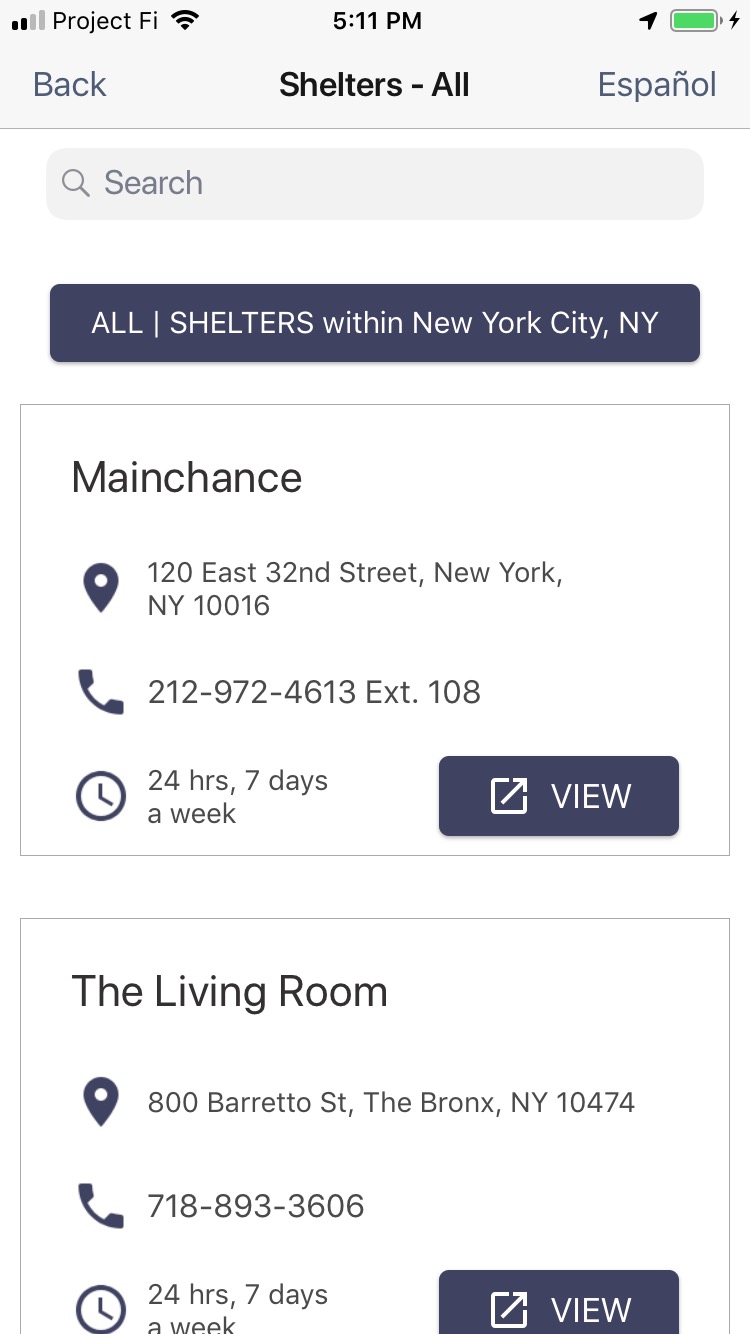 Project Fi 5:11 PM
Back Shelters - All Español
Search
ALL | SHELTERS within New York City, NY
Mainchance
120 East 32nd Street, New York,
NY 10016
212-972-4613 Ext. 108
24 hrs, 7 days
a week
VIEW
The Living Room
800 Barretto St, The Bronx, NY 10474
718-893-3606
24 hrs, 7 days
a week
VIEW